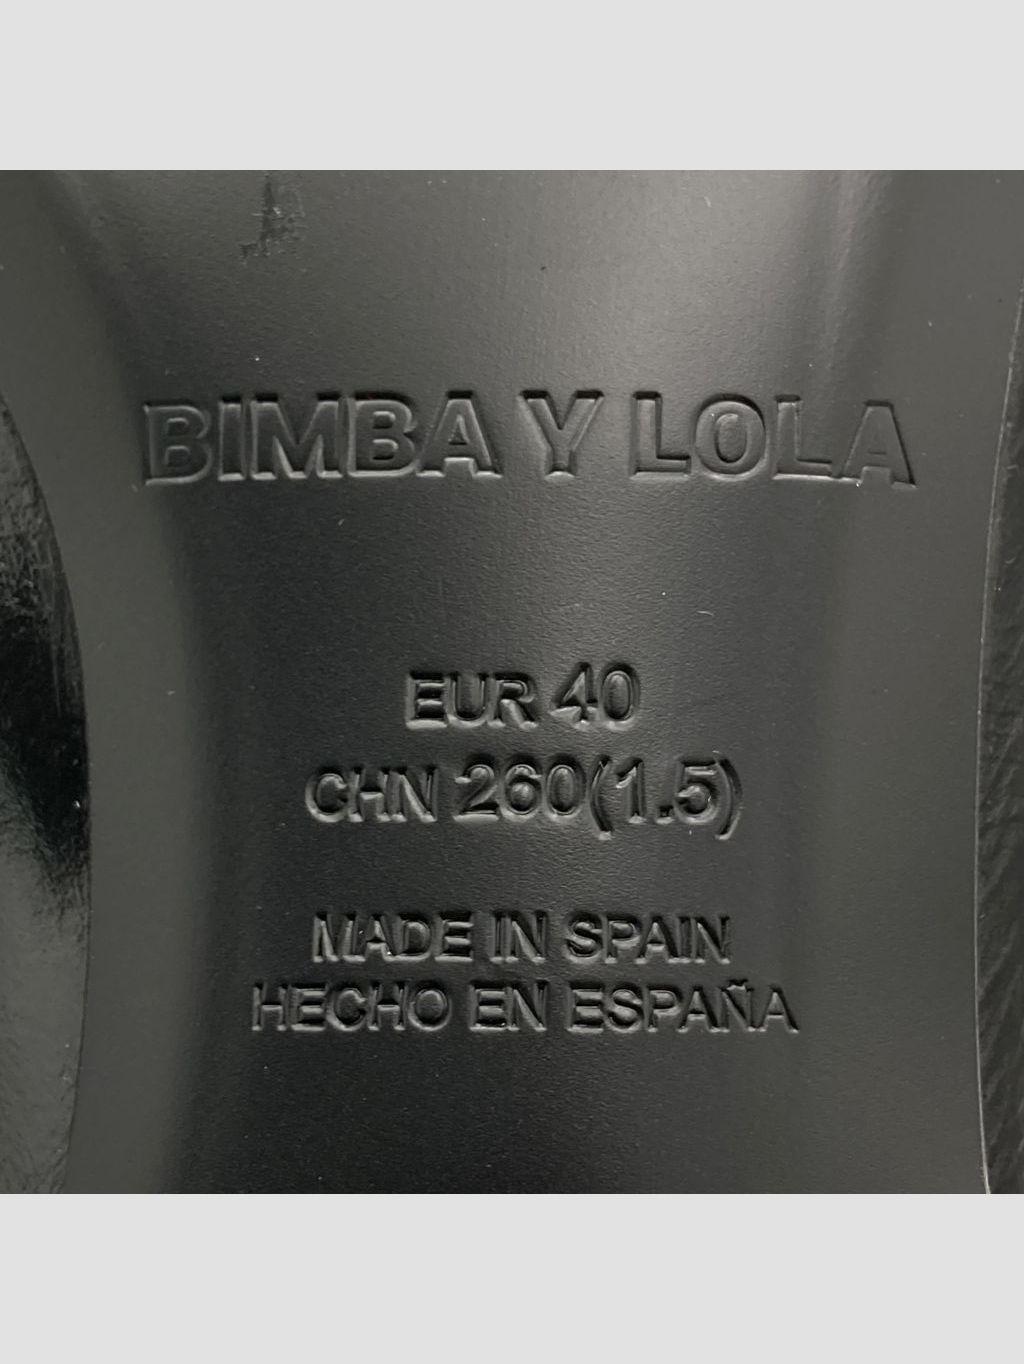 BIMBA Y LOLA
EUR 40
CHN 260(1.5)
MADE IN SPAIN
HECHO EN ESPAÑA